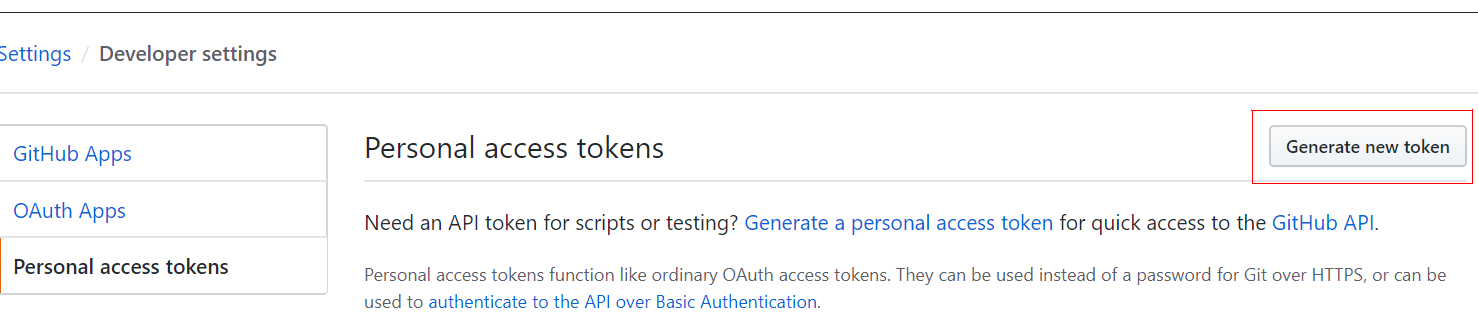 Settings / Developer settings
GitHub Apps
OAuth Apps
Personal access tokens
Personal access tokens
Generate new token
Need an API token for scripts or testing? Generate a personal access token for quick access to the GitHub API.
Personal access tokens function like ordinary OAuth access tokens. They can be used instead of a password for Git over HTTPS, or can be
used to authenticate to the API over Basic Authentication.